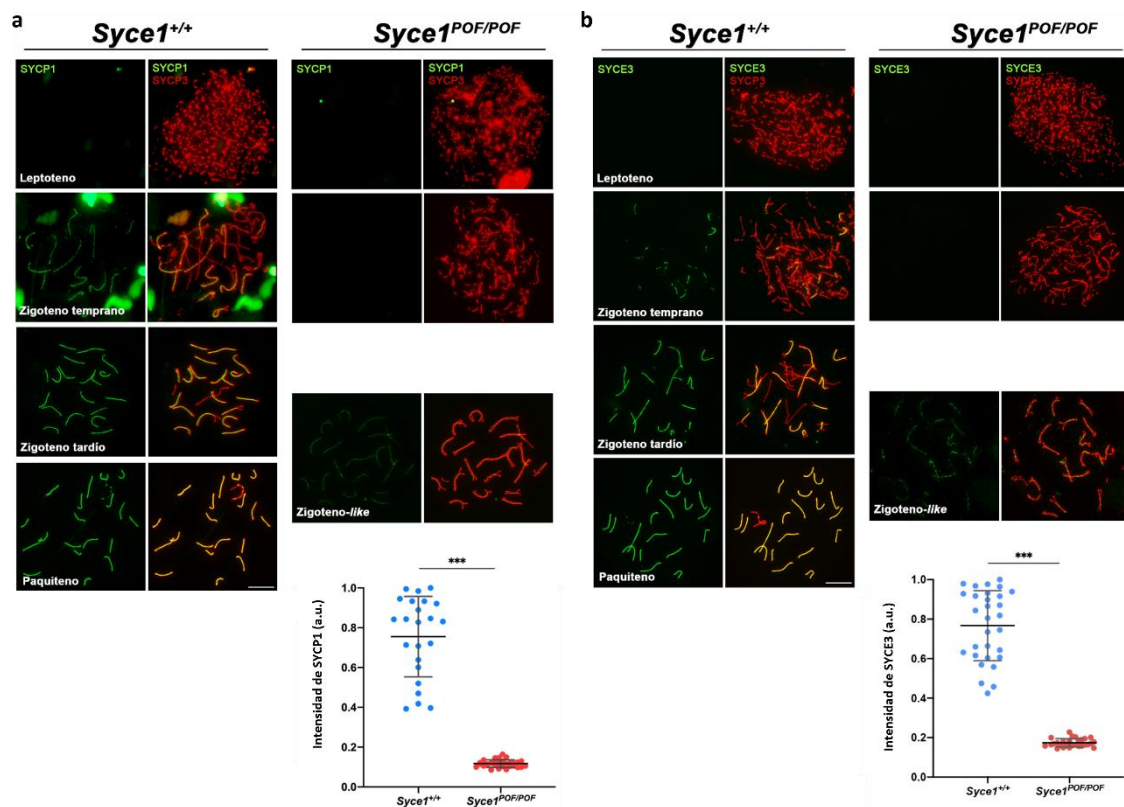 a
Syce1+/+
Syce1POF/POF
SYCP1
SYCP1
SYCP3
SYCP1
SYCP1
SYCP3
Leptoteno
Zigoteno temprano
Zigoteno tardío
Zigoteno-like
Paquiteno
***
Intensidad de SYCP1 (a.u.)
1.0
0.8
0.6
0.4
0.2
0.0
Syce1+/+
Syce1POF/POF
b
Syce1+/+
Syce1POF/POF
SYCE3
SYCE3
SYCP3
SYCE3
SYCE3
SYCP3
Leptoteno
Zigoteno temprano
Zigoteno tardío
Zigoteno-like
Paquiteno
***
Intensidad de SYCE3 (a.u.)
1.0
0.8
0.6
0.4
0.2
0.0
Syce1+/+
Syce1POF/POF